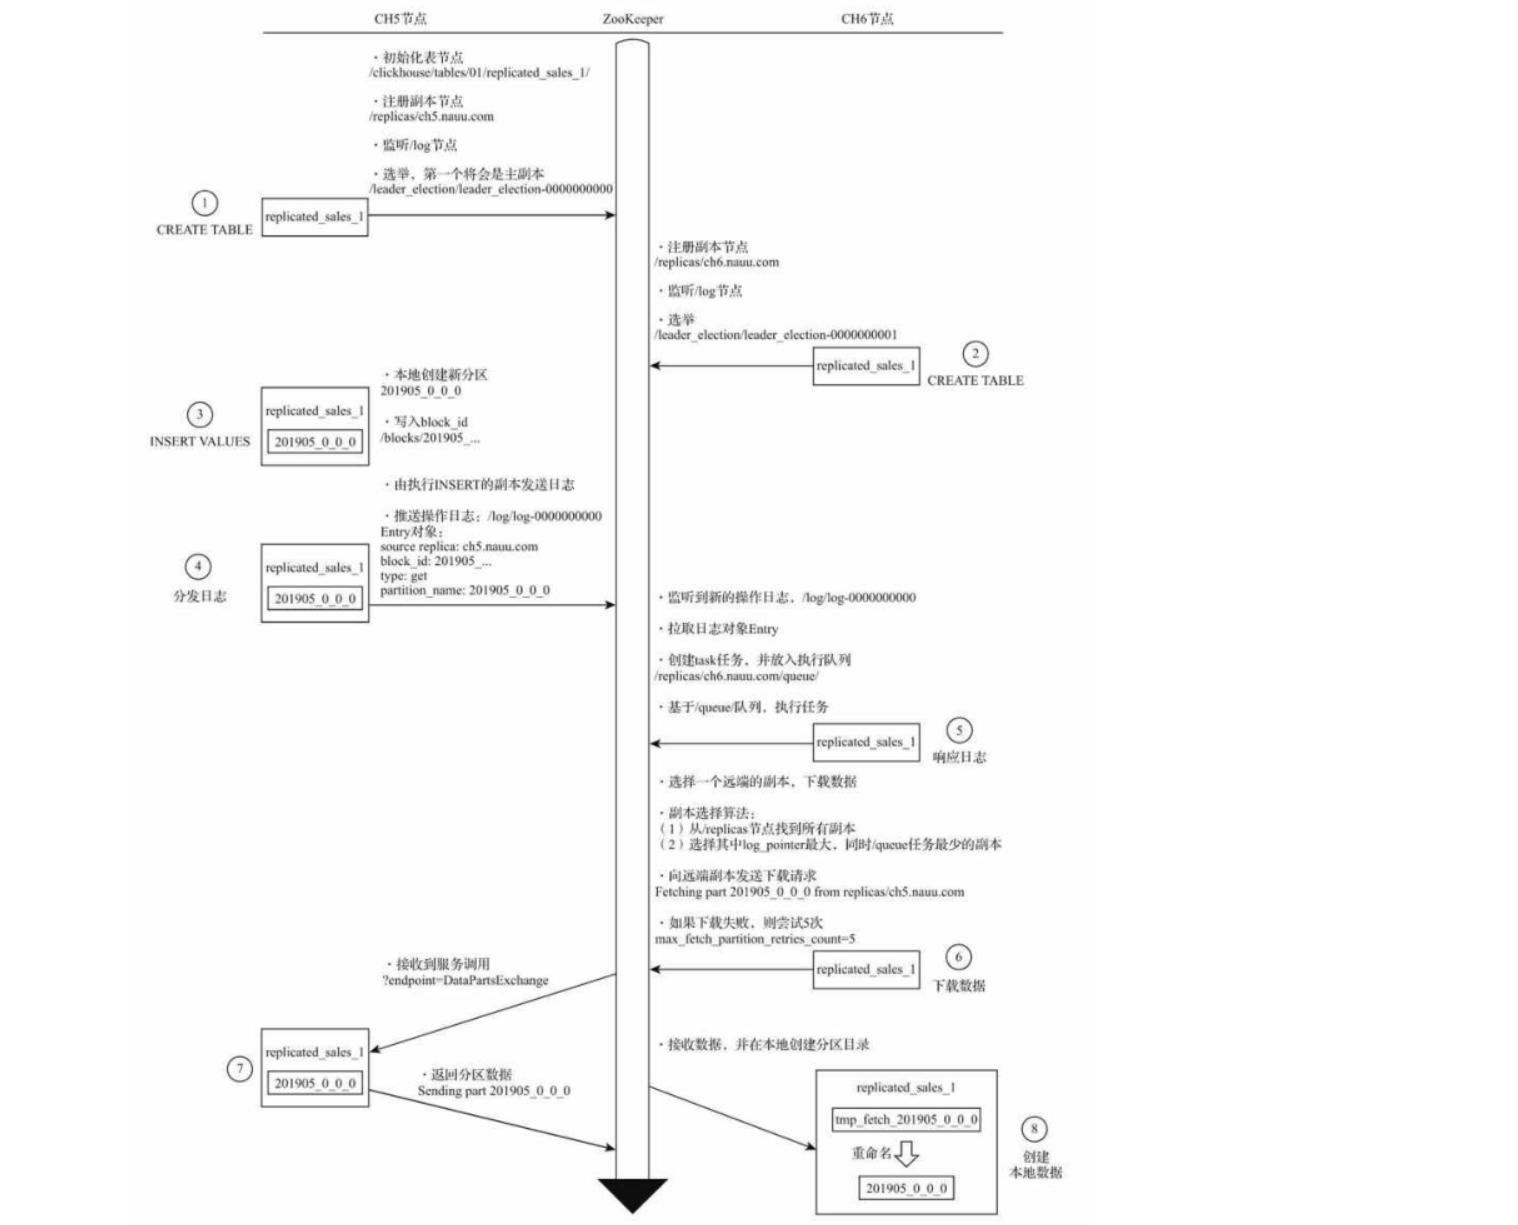 CH5节点
ZooKeeper
CH6节点
· 初始化表节点
/clickhouse/tables/01/replicated_sales_1/
· 注册副本节点
/replicas/ch5.nauu.com
· 监听/log节点
· 选举，第一个将会是主副本
/leader_election/leader_election-0000000000
1
CREATE TABLE
replicated_sales_1
· 注册副本节点
/replicas/ch6.nauu.com
· 监听/log节点
· 选举
/leader_election/leader_election-0000000001
replicated_sales_1
2
CREATE TABLE
· 本地创建新分区
201905_0_0_0
· 写入block_id
/blocks/201905_...
3
INSERT VALUES
replicated_sales_1
201905_0_0_0
· 由执行INSERT的副本发送日志
· 推送操作日志：/log/log-0000000000
Entry对象：
source replica: ch5.nauu.com
block_id: 201905_...
type: get
partition_name: 201905_0_0_0
4
分发日志
replicated_sales_1
201905_0_0_0
· 监听到新的操作日志，/log/log-0000000000
· 拉取日志对象Entry
· 创建task任务，并放入执行队列
/replicas/ch6.nauu.com/queue/
· 基于/queue/队列，执行任务
replicated_sales_1
5
响应日志
· 选择一个远端的副本，下载数据
· 副本选择算法：
（1）从/replicas节点找到所有副本
（2）选择其中log_pointer最大，同时/queue任务最少的副本
· 向远端副本发送下载请求
Fetching part 201905_0_0_0 from replicas/ch5.nauu.com
· 如果下载失败，则尝试5次
max_fetch_partition_retries_count=5
replicated_sales_1
6
下载数据
· 接收到服务调用
?endpoint=DataPartsExchange
7
replicated_sales_1
201905_0_0_0
· 返回分区数据
Sending part 201905_0_0_0
· 接收数据，并在本地创建分区目录
replicated_sales_1
tmp_fetch_201905_0_0_0
重命名
201905_0_0_0
8
创建
本地数据